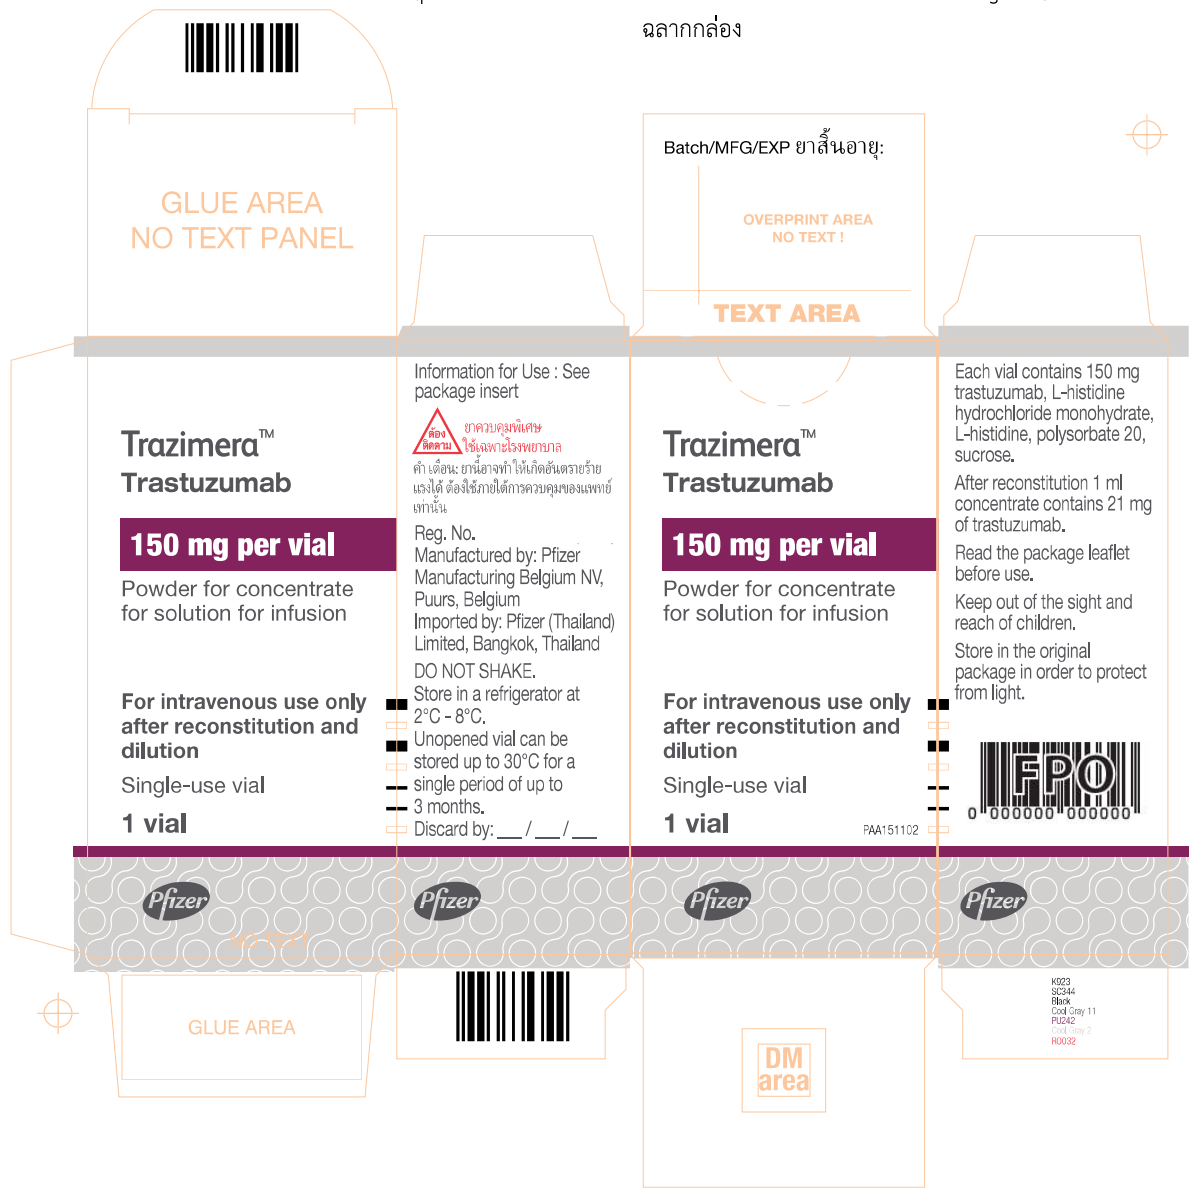 ฉลากกล่อง
GLUE AREA
NO TEXT PANEL
Batch/MFG/EXP ยาสิ้นอายุ:
OVERPRINT AREA
NO TEXT !
TEXT AREA
Trazimera™
Trastuzumab
150 mg per vial
Powder for concentrate
for solution for infusion
For intravenous use only
after reconstitution and
dilution
Single-use vial
1 vial
Pfizer
NO TEXT
GLUE AREA
Information for Use : See
package insert
ต้อง
ติดตาม
ยาควบคุมพิเศษ
ใช้เฉพาะโรงพยาบาล
คำ เตือน: ยานี้อาจทำ ให้เกิดอันตรายร้าย
แรงได้ ต้องใช้ภายใต้การควบคุมของแพทย์
เท่านั้น
Reg. No.
Manufactured by: Pfizer
Manufacturing Belgium NV,
Puurs, Belgium
Imported by: Pfizer (Thailand)
Limited, Bangkok, Thailand
DO NOT SHAKE.
Store in a refrigerator at
2°C - 8°C.
Unopened vial can be
stored up to 30°C for a
single period of up to
3 months.
Discard by: ___ / ___ / ___
Pfizer
Trazimera™
Trastuzumab
150 mg per vial
Powder for concentrate
for solution for infusion
For intravenous use only
after reconstitution and
dilution
Single-use vial
1 vial
PAA151102
Pfizer
DM
area
Each vial contains 150 mg
trastuzumab, L-histidine
hydrochloride monohydrate,
L-histidine, polysorbate 20,
sucrose.
After reconstitution 1 ml
concentrate contains 21 mg
of trastuzumab.
Read the package leaflet
before use.
Keep out of the sight and
reach of children.
Store in the original
package in order to protect
from light.
FPO
0 000000 000000
Pfizer
K923
SC344
Black
Cool Gray 11
PU242
Cool Gray 2
R0032